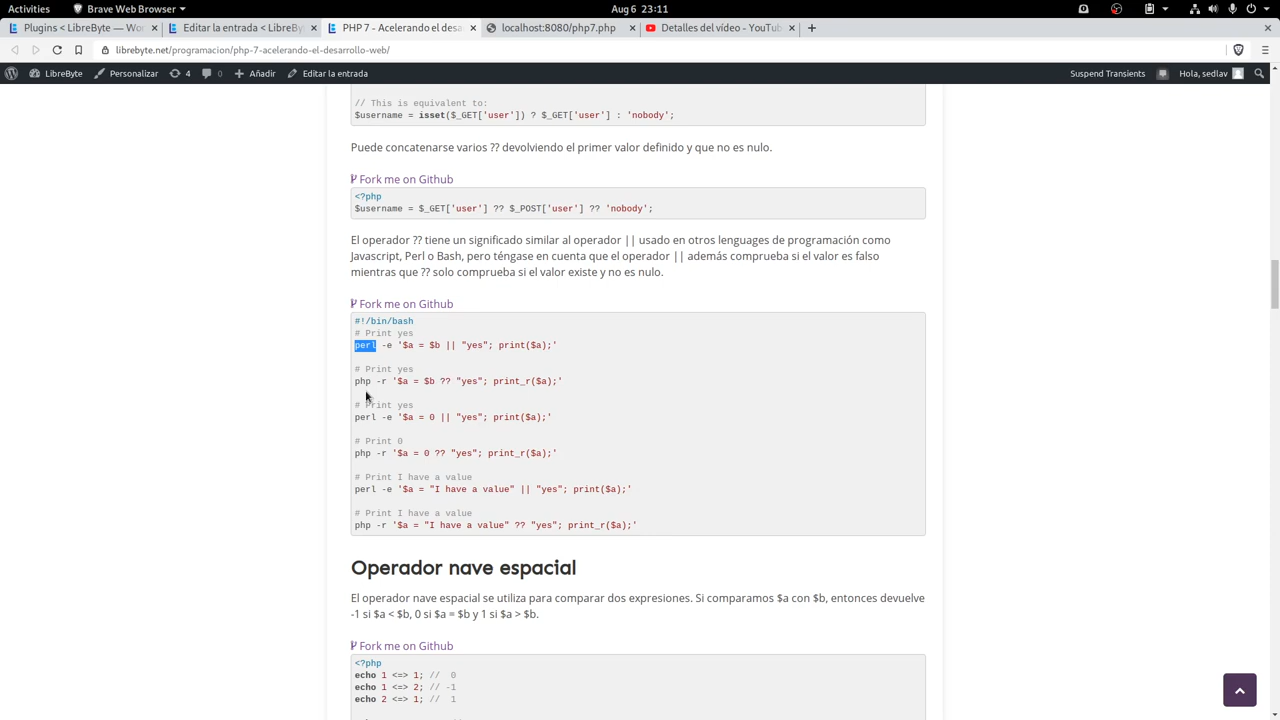 Activities
Brave Web Browser
Aug 6 23:11
Plugins < LibreByte — Wo
Editar la entrada < LibreB
PHP 7 - Acelerando el desa
localhost:8080/php7.php
Detalles del vídeo - YouTu
librebyte.net/programacion/php-7-acelerando-el-desarrollo-web/
LibreByte Personalizar 4 0 Añadir Editar la entrada Suspend Transients Hola, sedlav
// This is equivalent to:
$username = isset($_GET['user']) ? $_GET['user'] : 'nobody';
Puede concatenarse varios ?? devolviendo el primer valor definido y que no es nulo.
Fork me on Github
<?php
$username = $_GET['user'] ?? $_POST['user'] ?? 'nobody';
El operador ?? tiene un significado similar al operador || usado en otros lenguages de programación como
Javascript, Perl o Bash, pero téngase en cuenta que el operador || además comprueba si el valor es falso
mientras que ?? solo comprueba si el valor existe y no es nulo.
Fork me on Github
#!/bin/bash
# Print yes
perl -e '$a = $b || "yes"; print($a);'
# Print yes
php -r '$a = $b ?? "yes"; print_r($a);'
# Print yes
perl -e '$a = 0 || "yes"; print($a);'
# Print 0
php -r '$a = 0 ?? "yes"; print_r($a);'
# Print I have a value
perl -e '$a = "I have a value" || "yes"; print($a);'
# Print I have a value
php -r '$a = "I have a value" ?? "yes"; print_r($a);'
Operador nave espacial
El operador nave espacial se utiliza para comparar dos expresiones. Si comparamos $a con $b, entonces devuelve
-1 si $a < $b, 0 si $a = $b y 1 si $a > $b.
Fork me on Github
<?php
echo 1 <=> 1; // 0
echo 1 <=> 2; // -1
echo 2 <=> 1; // 1